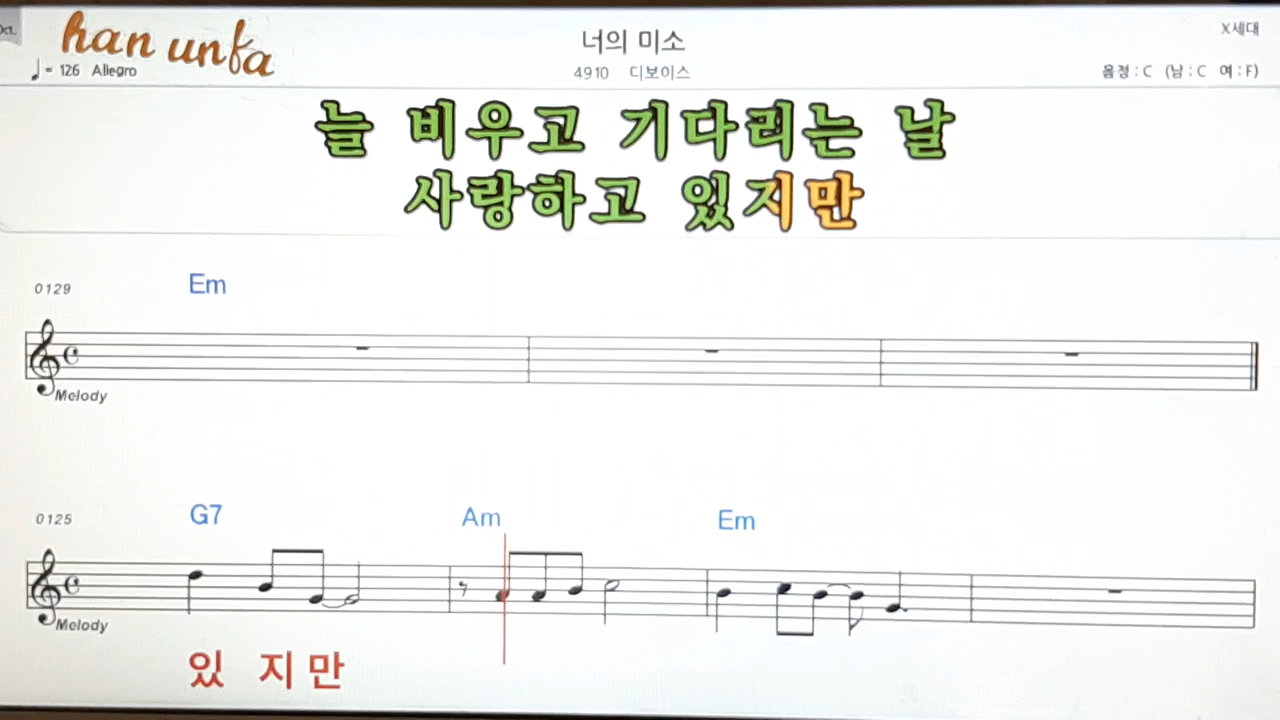 Oct.
han unfa
너의 미소
X세대
♩= 126 Allegro
4910 디보이스
음정 : C (남 : C 여 : F)
늘 비우고 기다리는 날
사랑하고 있지만
0129
Em
Melody
0125
G7 Am Em
Melody
있 지 만